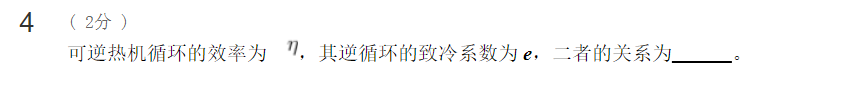 4 ( 2分 )
可逆热机循环的效率为 η，其逆循环的致冷系数为 e，二者的关系为______。